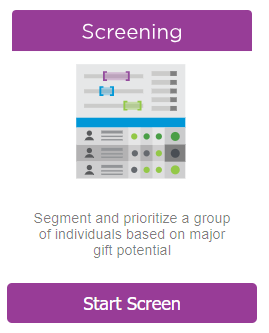 Screening
Segment and prioritize a group
of individuals based on major
gift potential
Start Screen